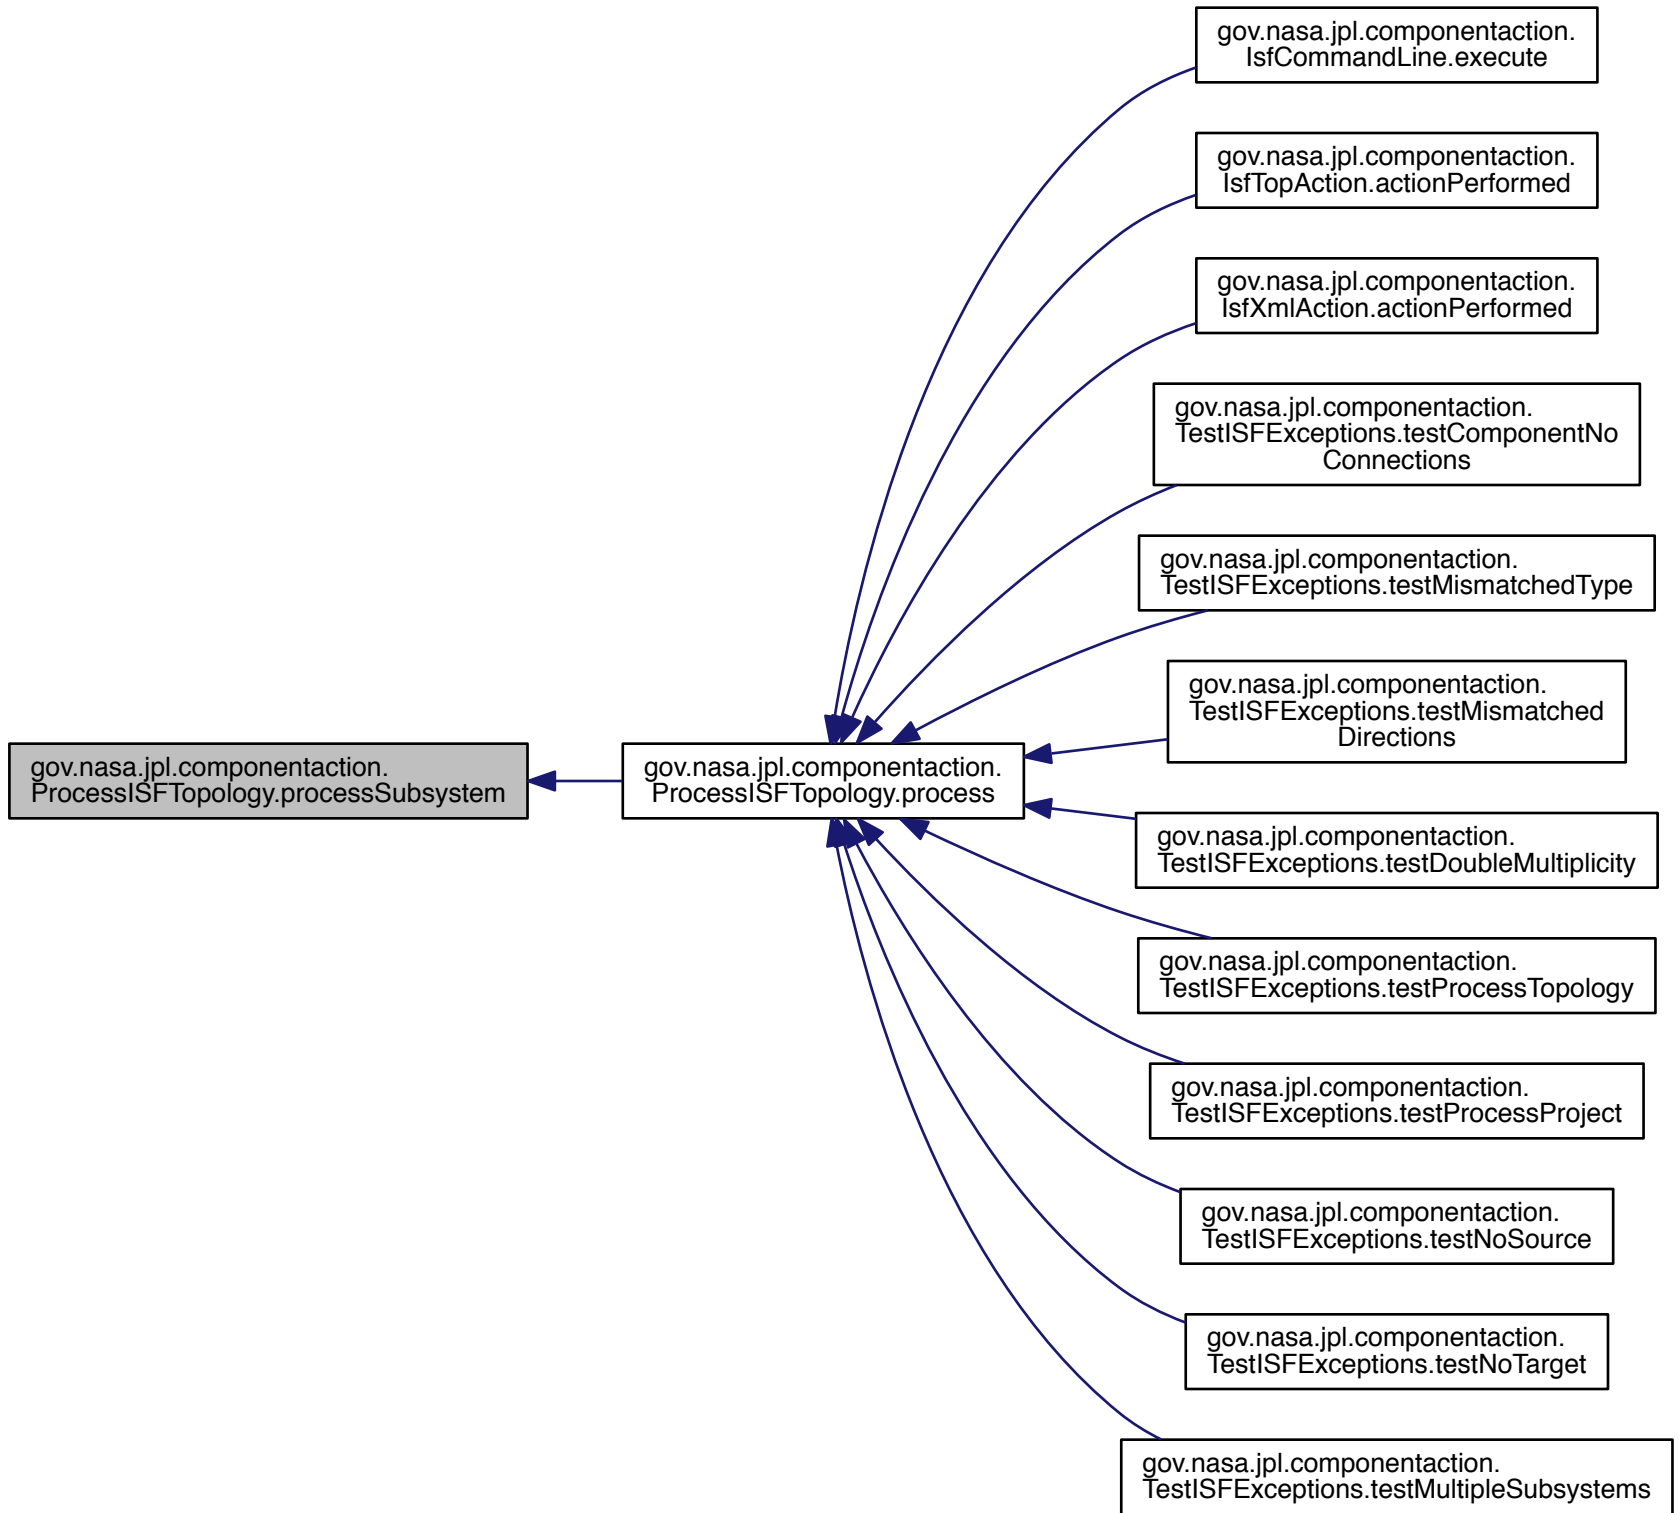 gov.nasa.jpl.componentaction.
IsfCommandLine.execute
gov.nasa.jpl.componentaction.
IsfTopAction.actionPerformed
gov.nasa.jpl.componentaction.
IsfXmlAction.actionPerformed
gov.nasa.jpl.componentaction.
TestISFExceptions.testComponentNo
Connections
gov.nasa.jpl.componentaction.
TestISFExceptions.testMismatchedType
gov.nasa.jpl.componentaction.
TestISFExceptions.testMismatched
Directions
gov.nasa.jpl.componentaction.
ProcessISFTopology.processSubsystem
gov.nasa.jpl.componentaction.
ProcessISFTopology.process
gov.nasa.jpl.componentaction.
TestISFExceptions.testDoubleMultiplicity
gov.nasa.jpl.componentaction.
TestISFExceptions.testProcessTopology
gov.nasa.jpl.componentaction.
TestISFExceptions.testProcessProject
gov.nasa.jpl.componentaction.
TestISFExceptions.testNoSource
gov.nasa.jpl.componentaction.
TestISFExceptions.testNoTarget
gov.nasa.jpl.componentaction.
TestISFExceptions.testMultipleSubsystems